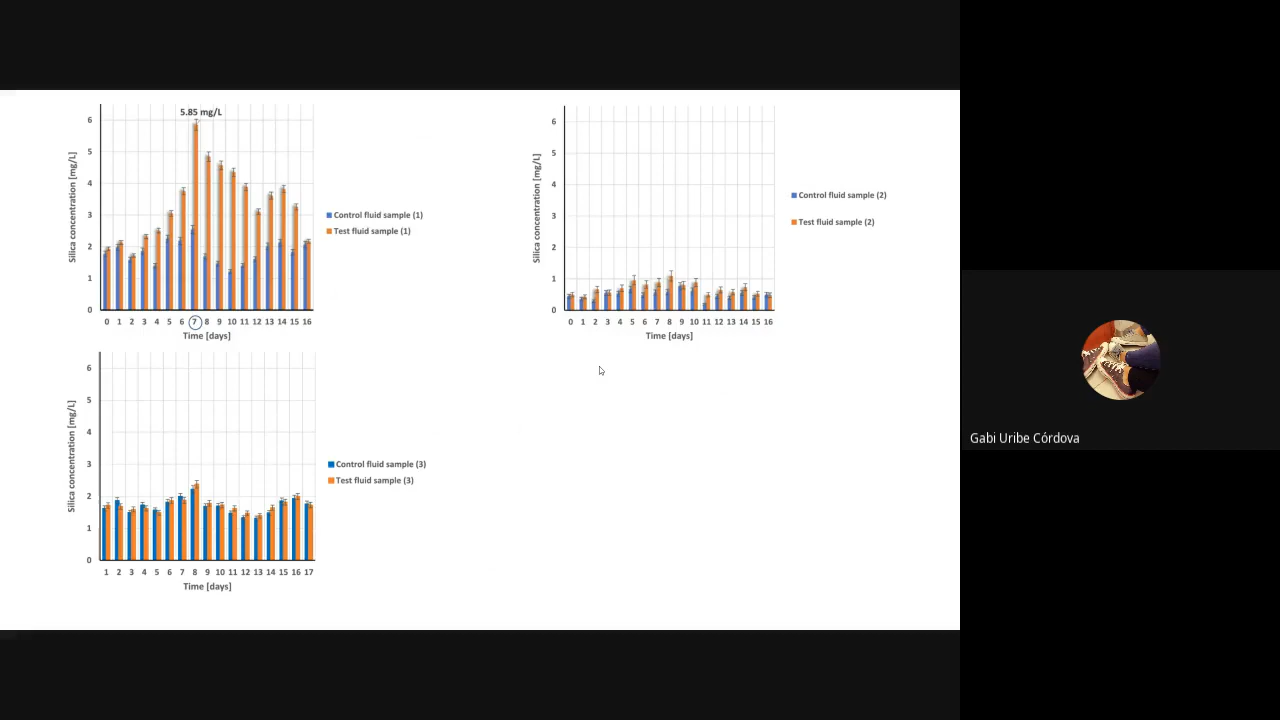 5.85 mg/L
6
5
4
3
2
1
0
Silica concentration [mg/L]
0 1 2 3 4 5 6 7 8 9 10 11 12 13 14 15 16
Time [days]
Control fluid sample (1)
Test fluid sample (1)
6
5
4
3
2
1
0
Silica concentration [mg/L]
0 1 2 3 4 5 6 7 8 9 10 11 12 13 14 15 16
Time [days]
Control fluid sample (2)
Test fluid sample (2)
6
5
4
3
2
1
0
Silica concentration [mg/L]
1 2 3 4 5 6 7 8 9 10 11 12 13 14 15 16 17
Time [days]
Control fluid sample (3)
Test fluid sample (3)
Gabi Uribe Córdova